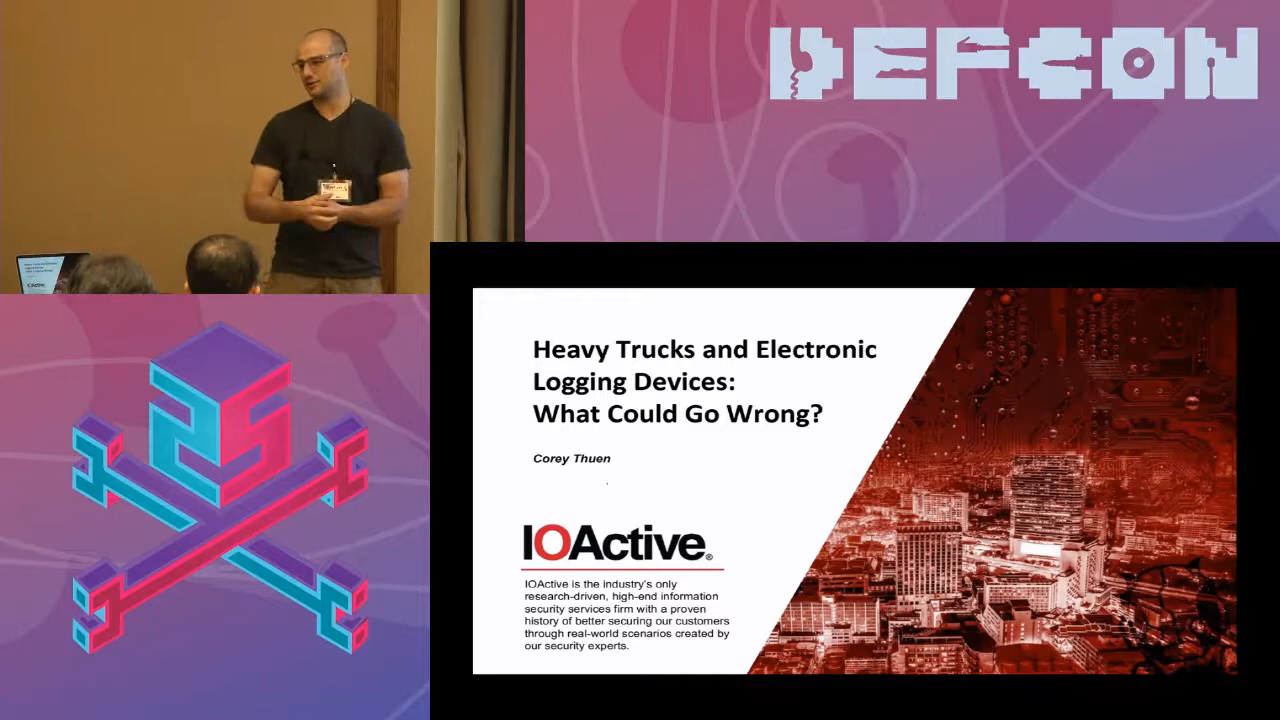 DEFCON
Heavy Trucks and Electronic
Logging Devices:
What Could Go Wrong?
Corey Thuen
IOActive®
IOActive is the industry's only
research-driven, high-end information
security services firm with a proven
history of better securing our customers
through real-world scenarios created by
our security experts.